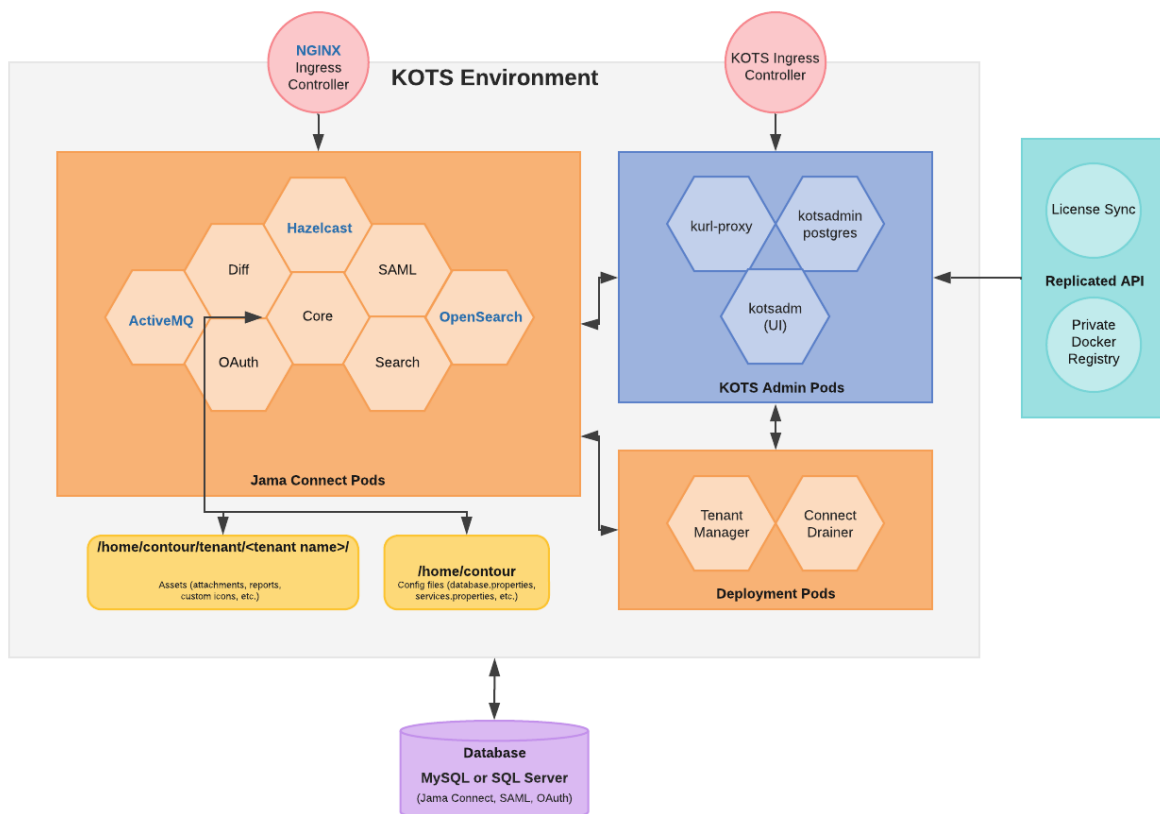 NGINX
Ingress
Controller
KOTS Ingress
Controller
KOTS Environment
Hazelcast
Diff
SAML
ActiveMQ
Core
OpenSearch
OAuth
Search
Jama Connect Pods
kurl-proxy
kotsadmin
postgres
kotsadm
(UI)
KOTS Admin Pods
License Sync
Replicated API
Private
Docker
Registry
Tenant
Manager
Connect
Drainer
Deployment Pods
/home/contour/tenant/<tenant name>/
Assets (attachments, reports,
custom icons, etc.)
/home/contour
Config files (database.properties,
services.properties, etc.)
Database
MySQL or SQL Server
(Jama Connect, SAML, OAuth)